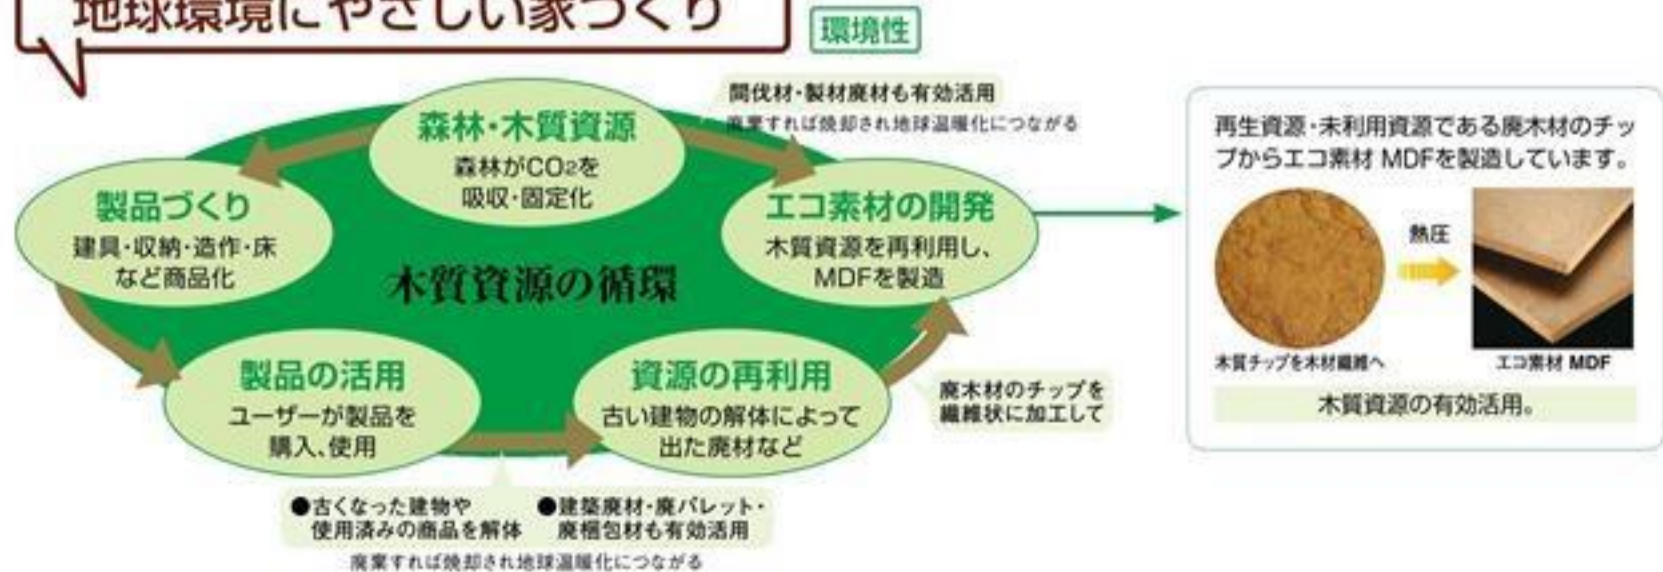 地球環境にやさしい家づくり
環境性
間伐材・製材廃材も有効活用
廃棄すれば焼却され地球温暖化につながる
森林・木質資源
森林がCO2を
吸収・固定化
製品づくり
建具・収納・造作・床
など商品化
エコ素材の開発
木質資源を再利用し、
MDFを製造
木質資源の循環
製品の活用
ユーザーが製品を
購入、使用
資源の再利用
古い建物の解体によって
出た廃材など
廃木材のチップを
繊維状に加工して
●古くなった建物や
使用済みの商品を解体
●建築廃材・廃パレット・
廃梱包材も有効活用
廃棄すれば焼却され地球温暖化につながる
再生資源・未利用資源である廃木材のチッ
プからエコ素材 MDFを製造しています。
熱圧
木質チップを木材繊維へ
エコ素材 MDF
木質資源の有効活用。